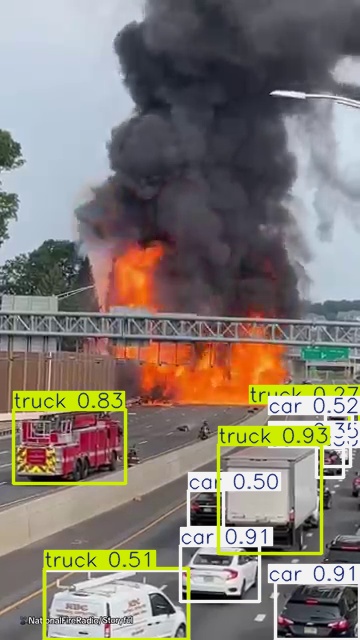 truck 0.27
truck 0.83
car 0.52
truck 0.93
car 0.50
car 0.91
truck 0.51
car 0.91
KBC
NationalFireRadio/Storyful